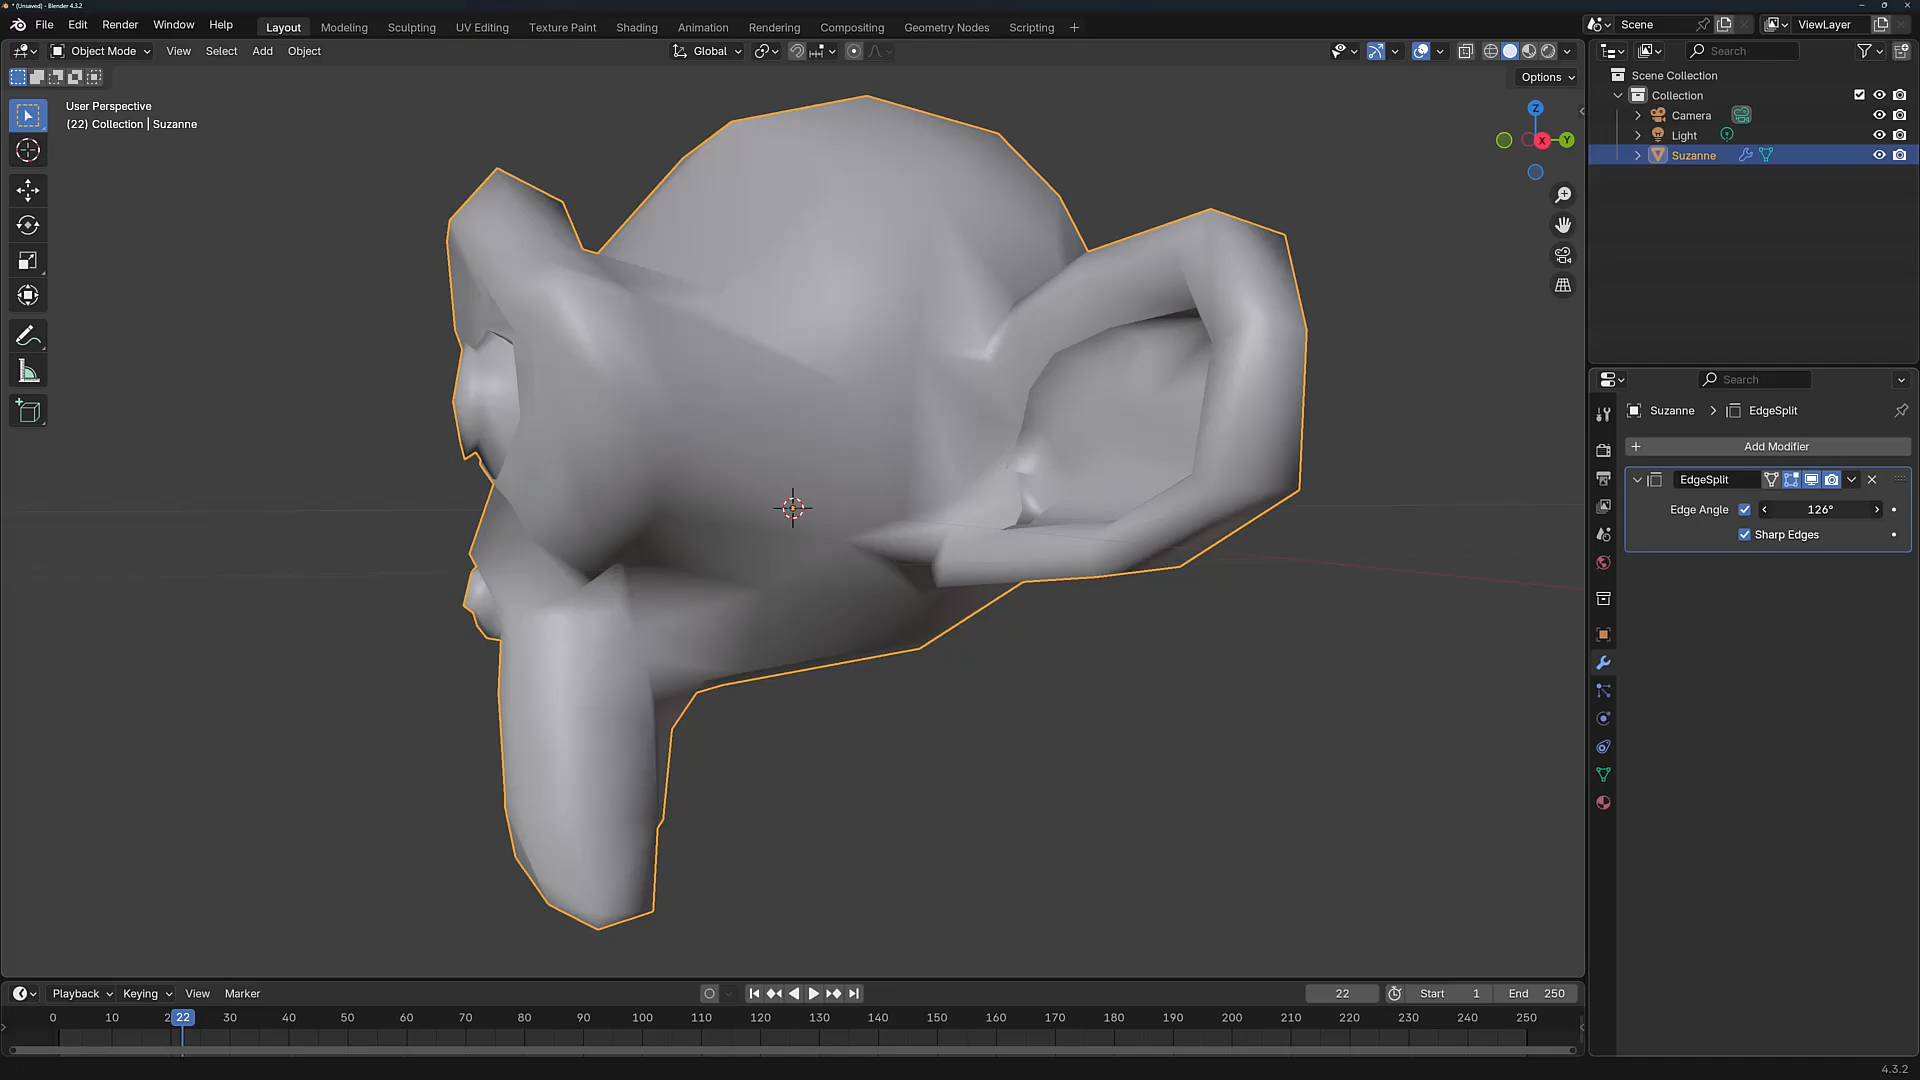 * (Unsaved) - Blender 4.3.2
File Edit Render Window Help Layout Modeling Sculpting UV Editing Texture Paint Shading Animation Rendering Compositing Geometry Nodes Scripting + Scene ViewLayer
Object Mode View Select Add Object Global Search
Options
User Perspective
(22) Collection | Suzanne
Z
X Y
Scene Collection
Collection
Camera
Light
Suzanne
Search
Suzanne > EdgeSplit
+ Add Modifier
EdgeSplit
Edge Angle 126°
Sharp Edges
Playback Keying View Marker 22 Start 1 End 250
0 10 2 22 30 40 50 60 70 80 90 100 110 120 130 140 150 160 170 180 190 200 210 220 230 240 250
4.3.2